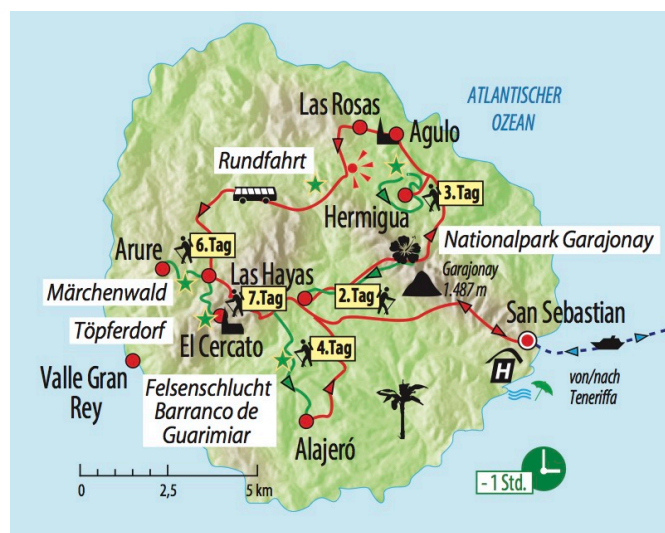 Las Rosas
ATLANTISCHER
OZEAN
Agulo
Rundfahrt
3.Tag
Hermigua
6.Tag
Nationalpark Garajonay
Arure
Las Hayas
Garajonay
1.487 m
Märchenwald
7.Tag
2.Tag
San Sebastian
Töpferdorf
El Cercato
4.Tag
H
Valle Gran
Rey
Felsenschlucht
Barranco de
Guarimiar
von/nach
Teneriffa
Alajeró
0 2,5 5 km
- 1 Std.